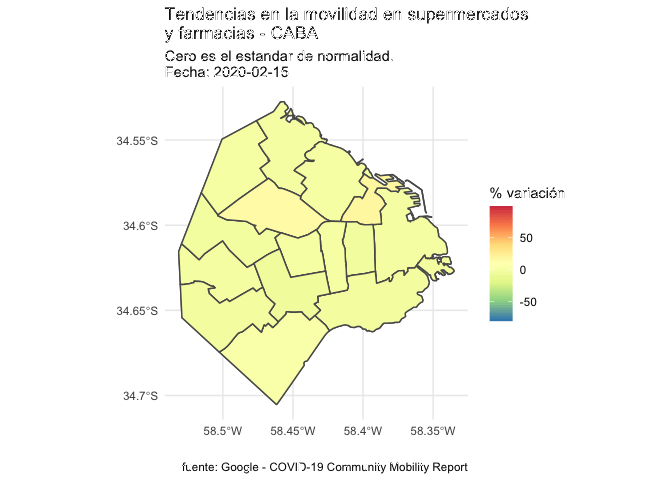 Tendencias en la movilidad en supermercados
y farmacias - CABA
Cero es el estandar de normalidad.
Fecha: 2020-02-15
34.55°S
34.6°S
34.65°S
34.7°S
58.5°W
58.45°W
58.4°W
58.35°W
% variación
50
0
-50
fuente: Google - COVID-19 Community Mobility Report